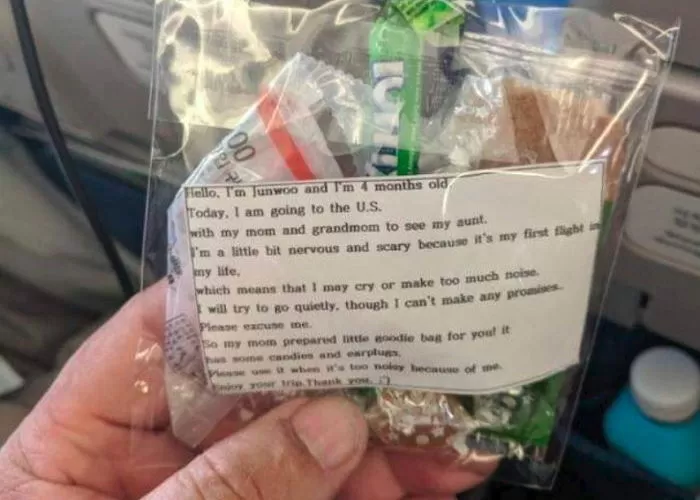 Hello, I'm Junwoo and I'm 4 months old
Today, I am going to the U.S.
with my mom and grandmom to see my aunt.
I'm a little bit nervous and scary because it's my first flight in
my life,
which means that I may cry or make too much noise.
I will try to go quietly, though I can't make any promises..
Please excuse me.
So my mom prepared little goodie bag for you! it
has some candies and earplugs.
Please use it when it's too noisy because of me.
Enjoy your trip.Thank you. :)